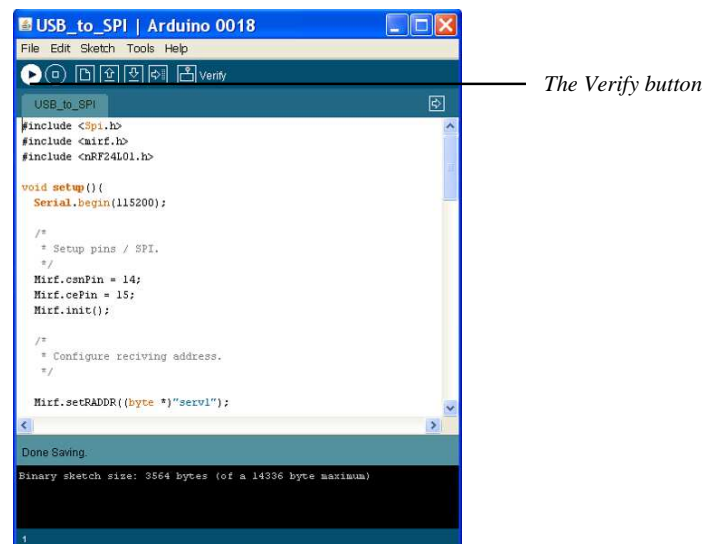 USB_to_SPI | Arduino 0018
File Edit Sketch Tools Help
Verify
The Verify button
USB_to_SPI
#include <Spi.h>
#include <mirf.h>
#include <nRF24L01.h>
void setup(){
Serial.begin(115200);
/*
* Setup pins / SPI.
*/
Mirf.csnPin = 14;
Mirf.cePin = 15;
Mirf.init();
/*
* Configure reciving address.
*/
Mirf.setRADDR((byte *)"serv1");
Done Saving.
Binary sketch size: 3564 bytes (of a 14336 byte maximum)
1